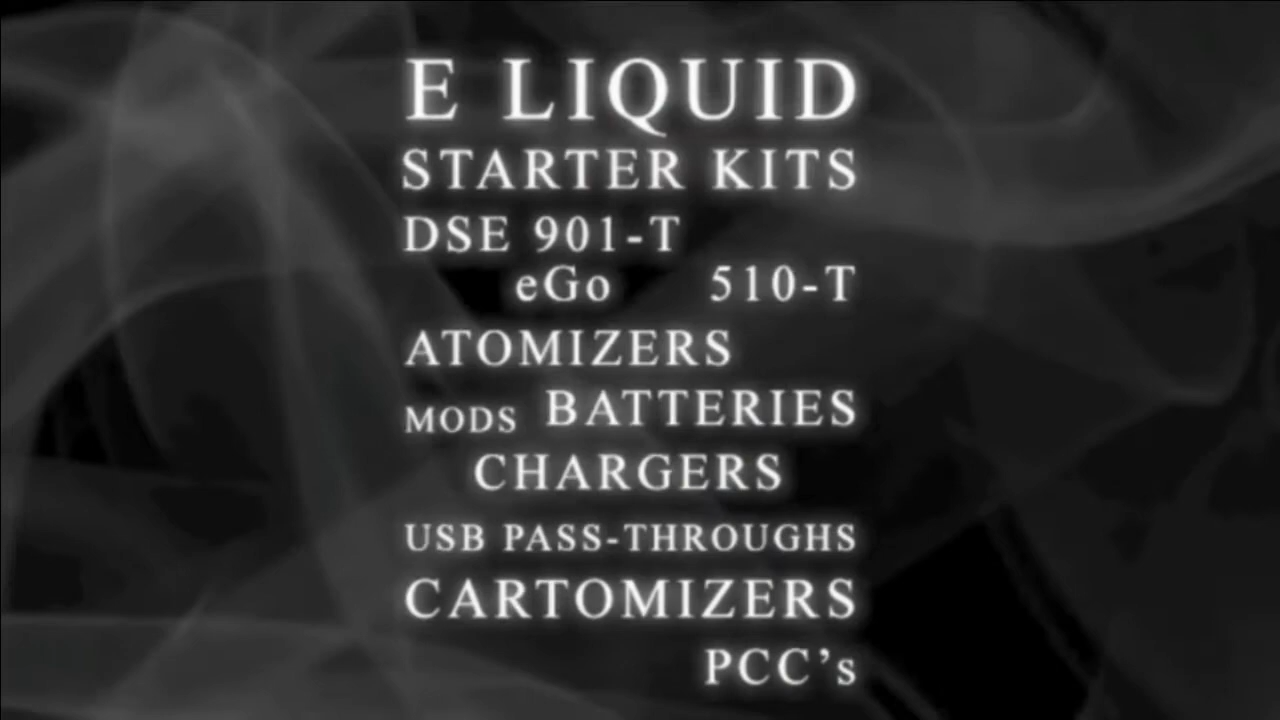 E LIQUID
STARTER KITS
DSE 901-T
eGo 510-T
ATOMIZERS
MODS BATTERIES
CHARGERS
USB PASS-THROUGHS
CARTOMIZERS
PCC's